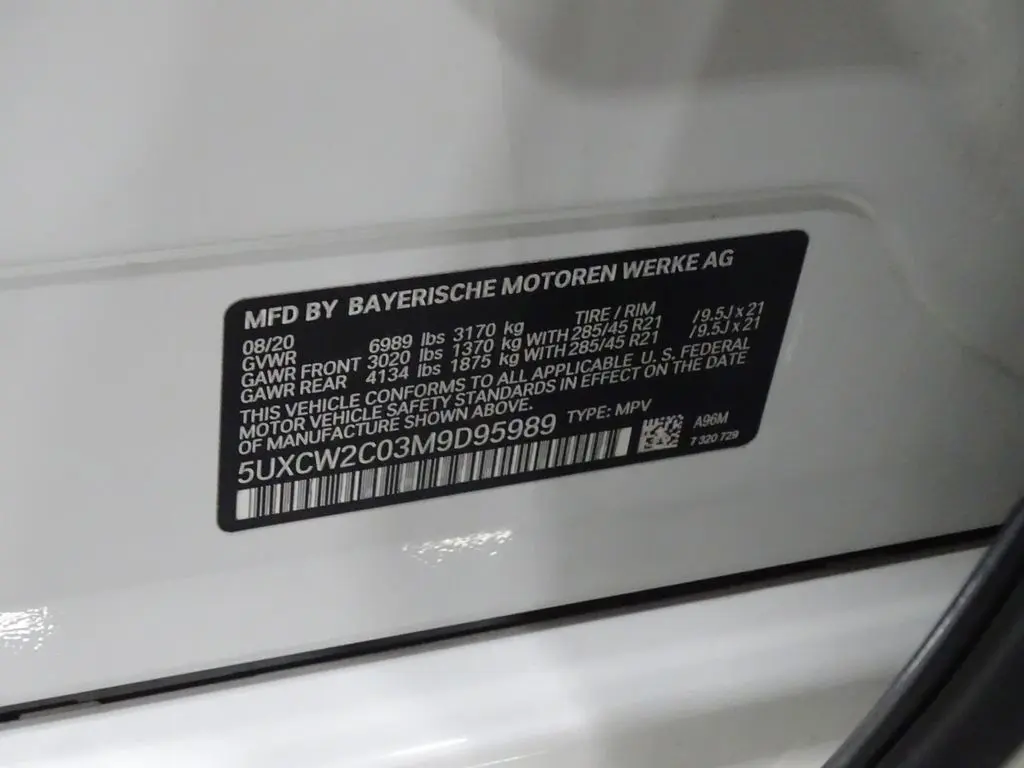 MFD BY BAYERISCHE MOTOREN WERKE AG
08/20 TIRE / RIM
GVWR 6989 lbs 3170 kg
GAWR FRONT 3020 lbs 1370 kg WITH 285/45 R21 /9.5J x 21
GAWR REAR 4134 lbs 1875 kg WITH 285/45 R21 /9.5J x 21
THIS VEHICLE CONFORMS TO ALL APPLICABLE U. S. FEDERAL
MOTOR VEHICLE SAFETY STANDARDS IN EFFECT ON THE DATE
OF MANUFACTURE SHOWN ABOVE. TYPE: MPV
5UXCW2C03M9D95989
A96M
7 320 729